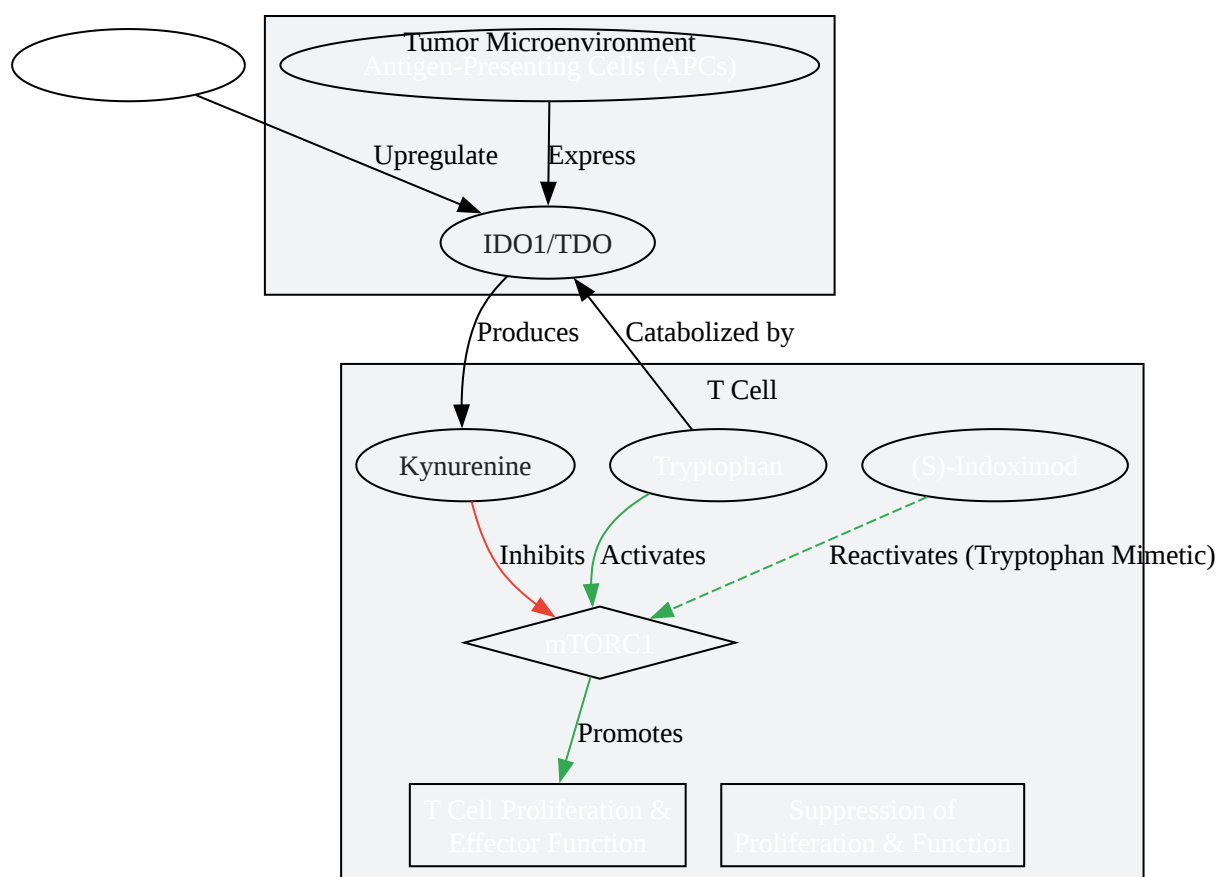 Tumor Microenvironment
Antigen-Presenting Cells (APCs)
Upregulate
Express
IDO1/TDO
Produces
Catabolized by
T Cell
Kynurenine
Tryptophan
(S)-Indoximod
Inhibits
Activates
Reactivates (Tryptophan Mimetic)
mTORC1
Promotes
T Cell Proliferation &
Effector Function
Suppression of
Proliferation & Function